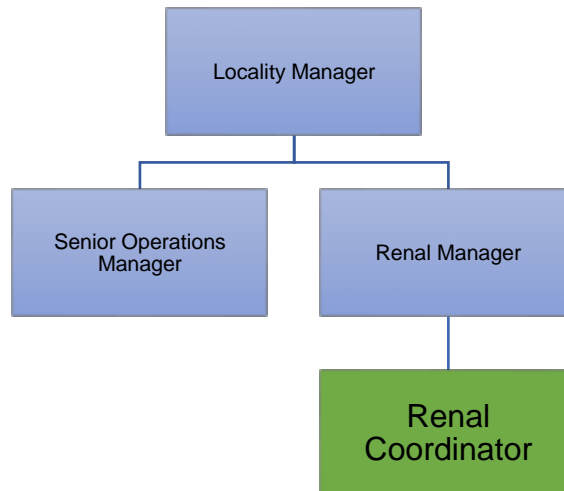 Locality Manager
Senior Operations
Manager
Renal Manager
Renal
Coordinator